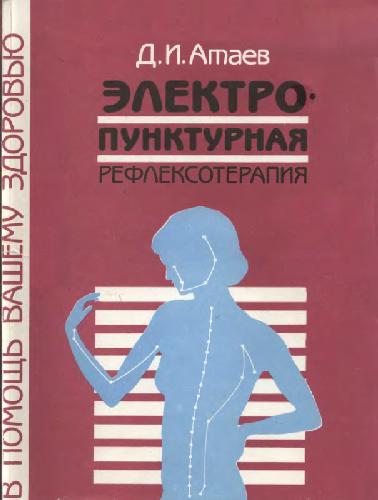 Д.И.Атаев
ЭЛЕКТРО-
ПУНКТУРНАЯ
РЕФЛЕКСОТЕРАПИЯ
В ПОМОЩЬ ВАШЕМУ ЗДОРОВЬЮ